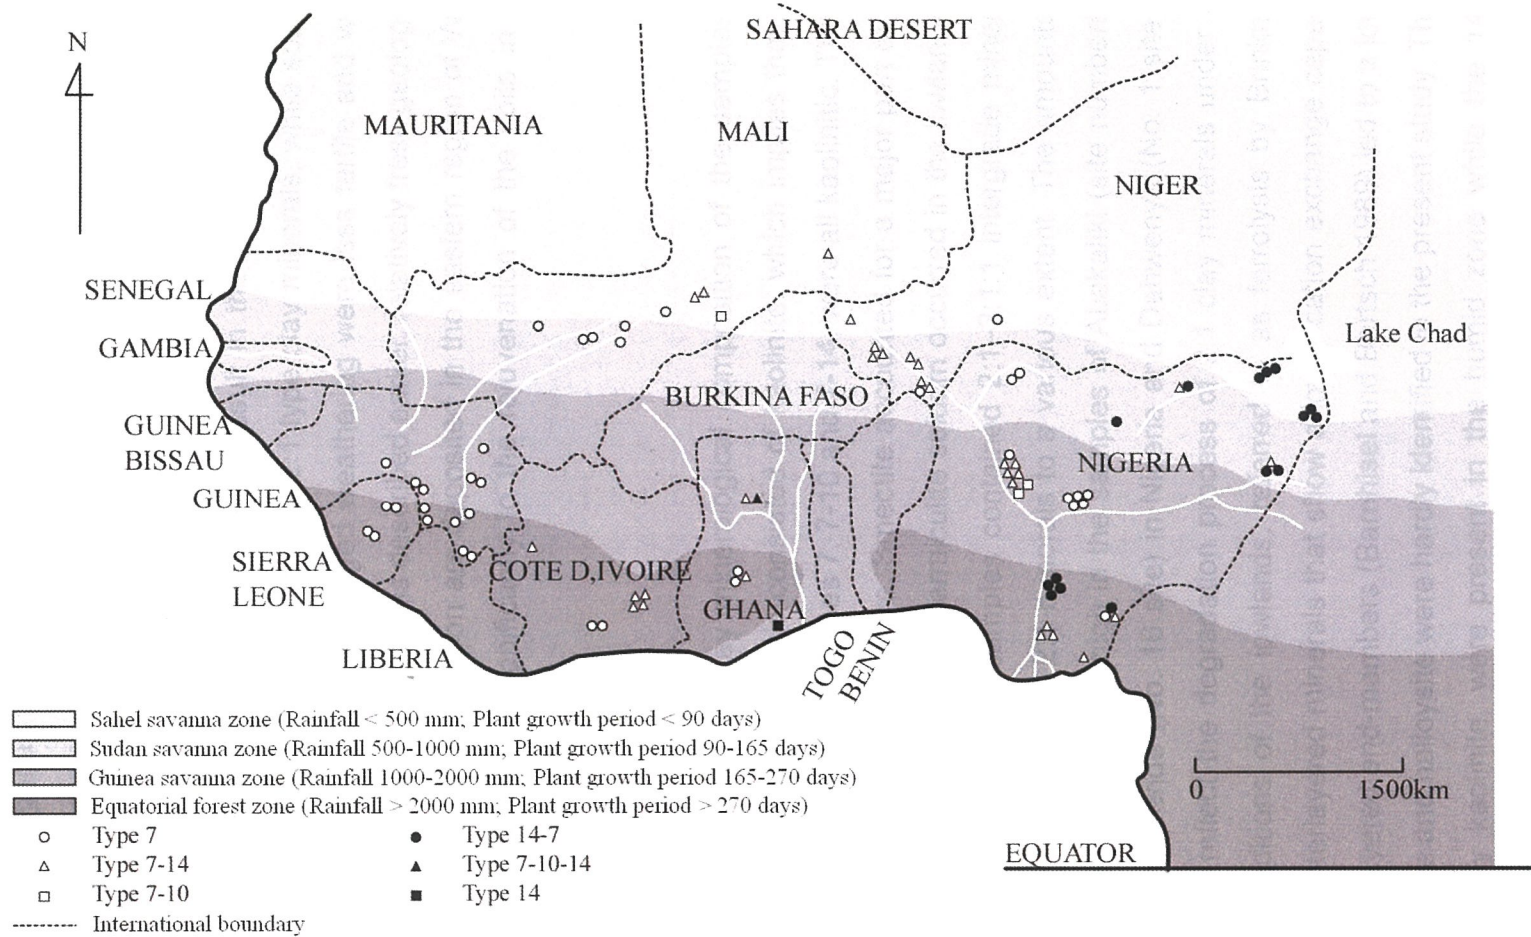 SAHARA DESERT
N
MAURITANIA
MALI
NIGER
SENEGAL
GAMBIA
Lake Chad
BURKINA FASO
GUINEA
BISSAU
NIGERIA
GUINEA
SIERRA
LEONE
COTE D,IVOIRE
GHANA
LIBERIA
TOGO
BENIN
Sahel savanna zone (Rainfall < 500 mm; Plant growth period < 90 days)
Sudan savanna zone (Rainfall 500-1000 mm; Plant growth period 90-165 days)
Guinea savanna zone (Rainfall 1000-2000 mm; Plant growth period 165-270 days)
Equatorial forest zone (Rainfall > 2000 mm; Plant growth period > 270 days)
0 1500km
Type 7
Type 14-7
Type 7-14
Type 7-10-14
Type 7-10
Type 14
International boundary
EQUATOR